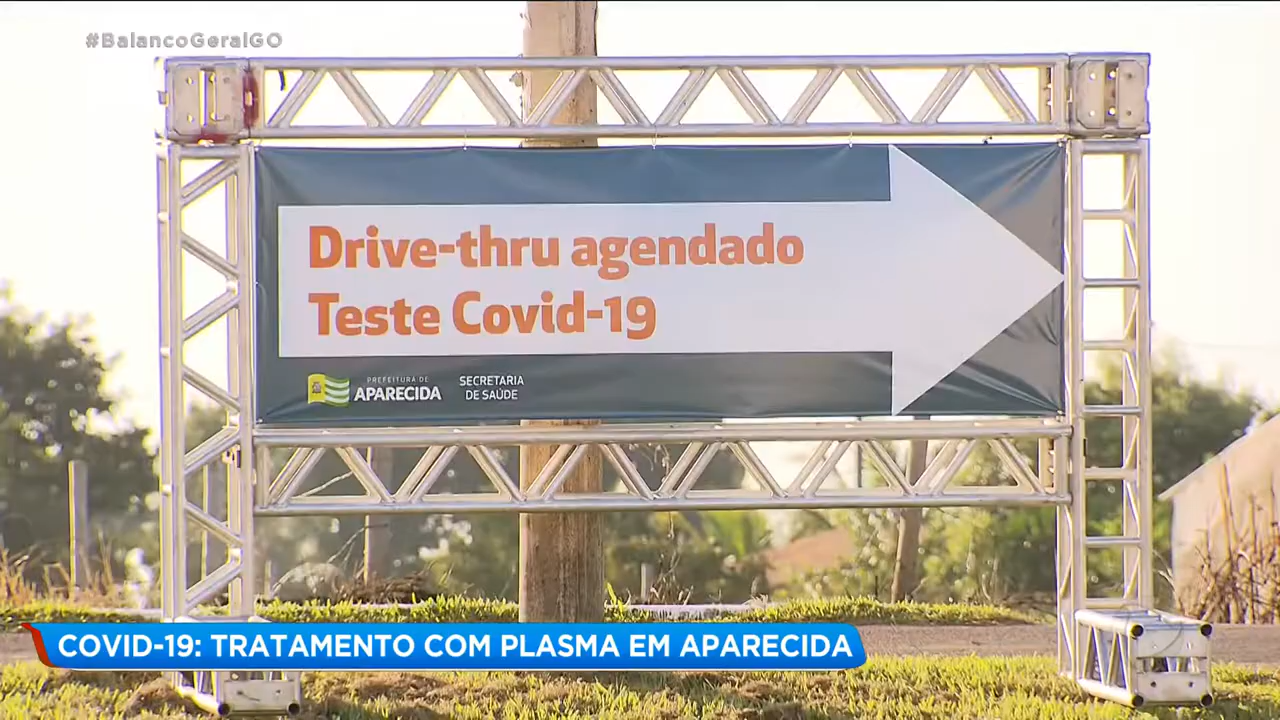 #BalancoGeralGO
Drive-thru agendado
Teste Covid-19
PREFEITURA DE
APARECIDA
SECRETARIA
DE SAÚDE
COVID-19: TRATAMENTO COM PLASMA EM APARECIDA